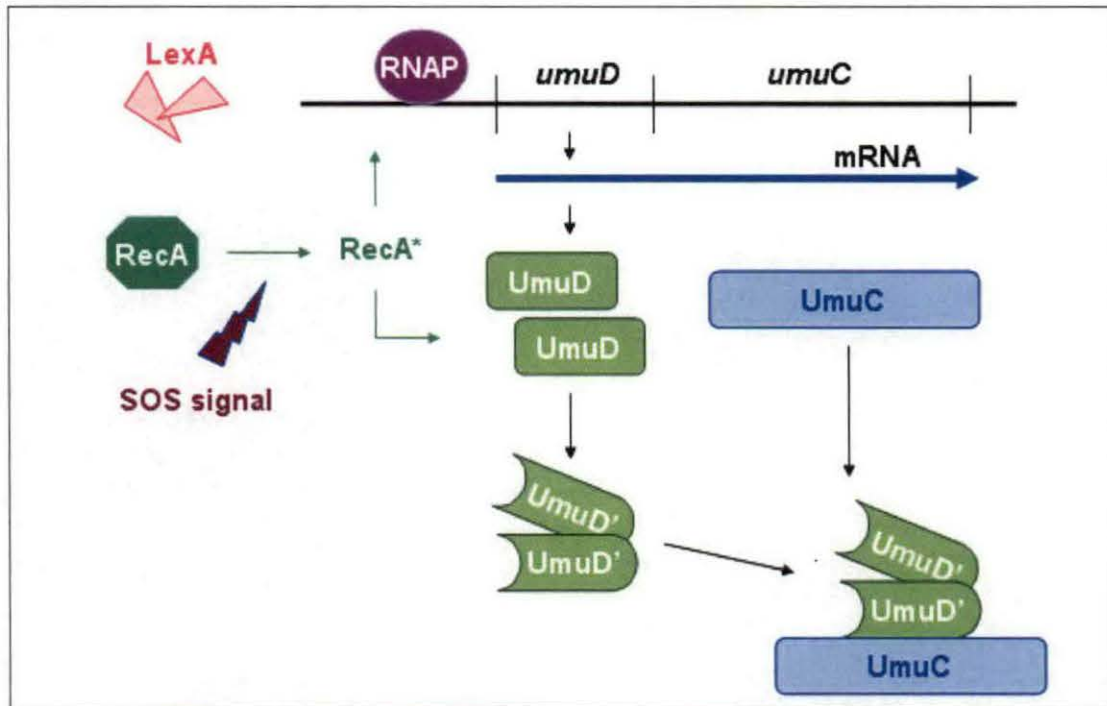 LexA
RNAP
umuD
umuC
mRNA
RecA
RecA*
SOS signal
UmuD
UmuD
UmuC
UmuD'
UmuD'
UmuD'
UmuD'
UmuC